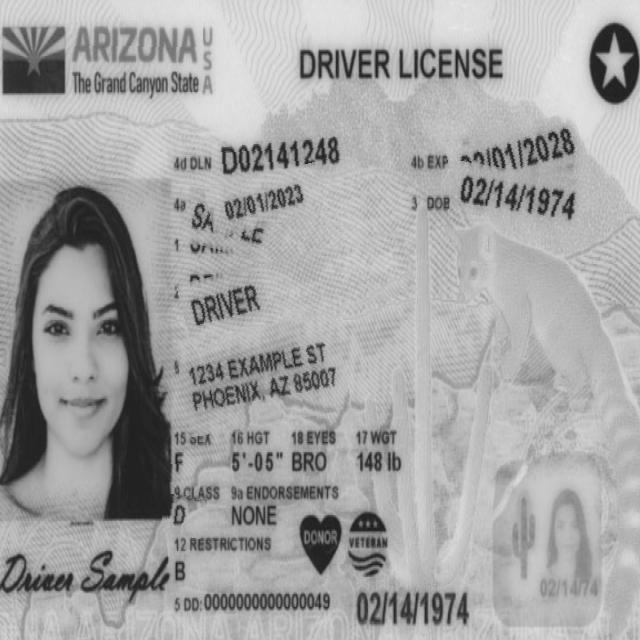 ARIZONA USA
The Grand Canyon State
DRIVER LICENSE
4d DLN D02141248
4b EXP /01/2028
4a 02/01/2023
3 DOB 02/14/1974
1
2 DRIVER
8 1234 EXAMPLE ST
PHOENIX, AZ 85007
15 SEX 16 HGT 18 EYES 17 WGT
F 5'-05" BRO 148 lb
9 CLASS 9a ENDORSEMENTS
D NONE
12 RESTRICTIONS
B
DONOR
VETERAN
Driver Sample
5 DD: 0000000000000049
02/14/1974
02/14/74